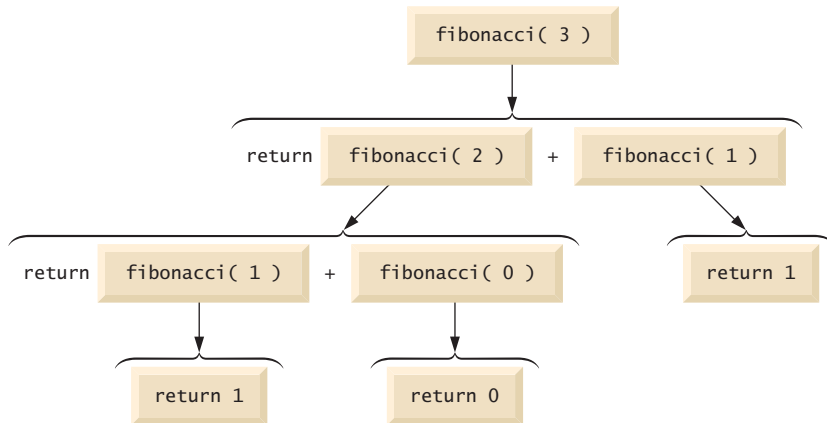 fibonacci( 3 )
return fibonacci( 2 ) + fibonacci( 1 )
return fibonacci( 1 ) + fibonacci( 0 ) return 1
return 1 return 0